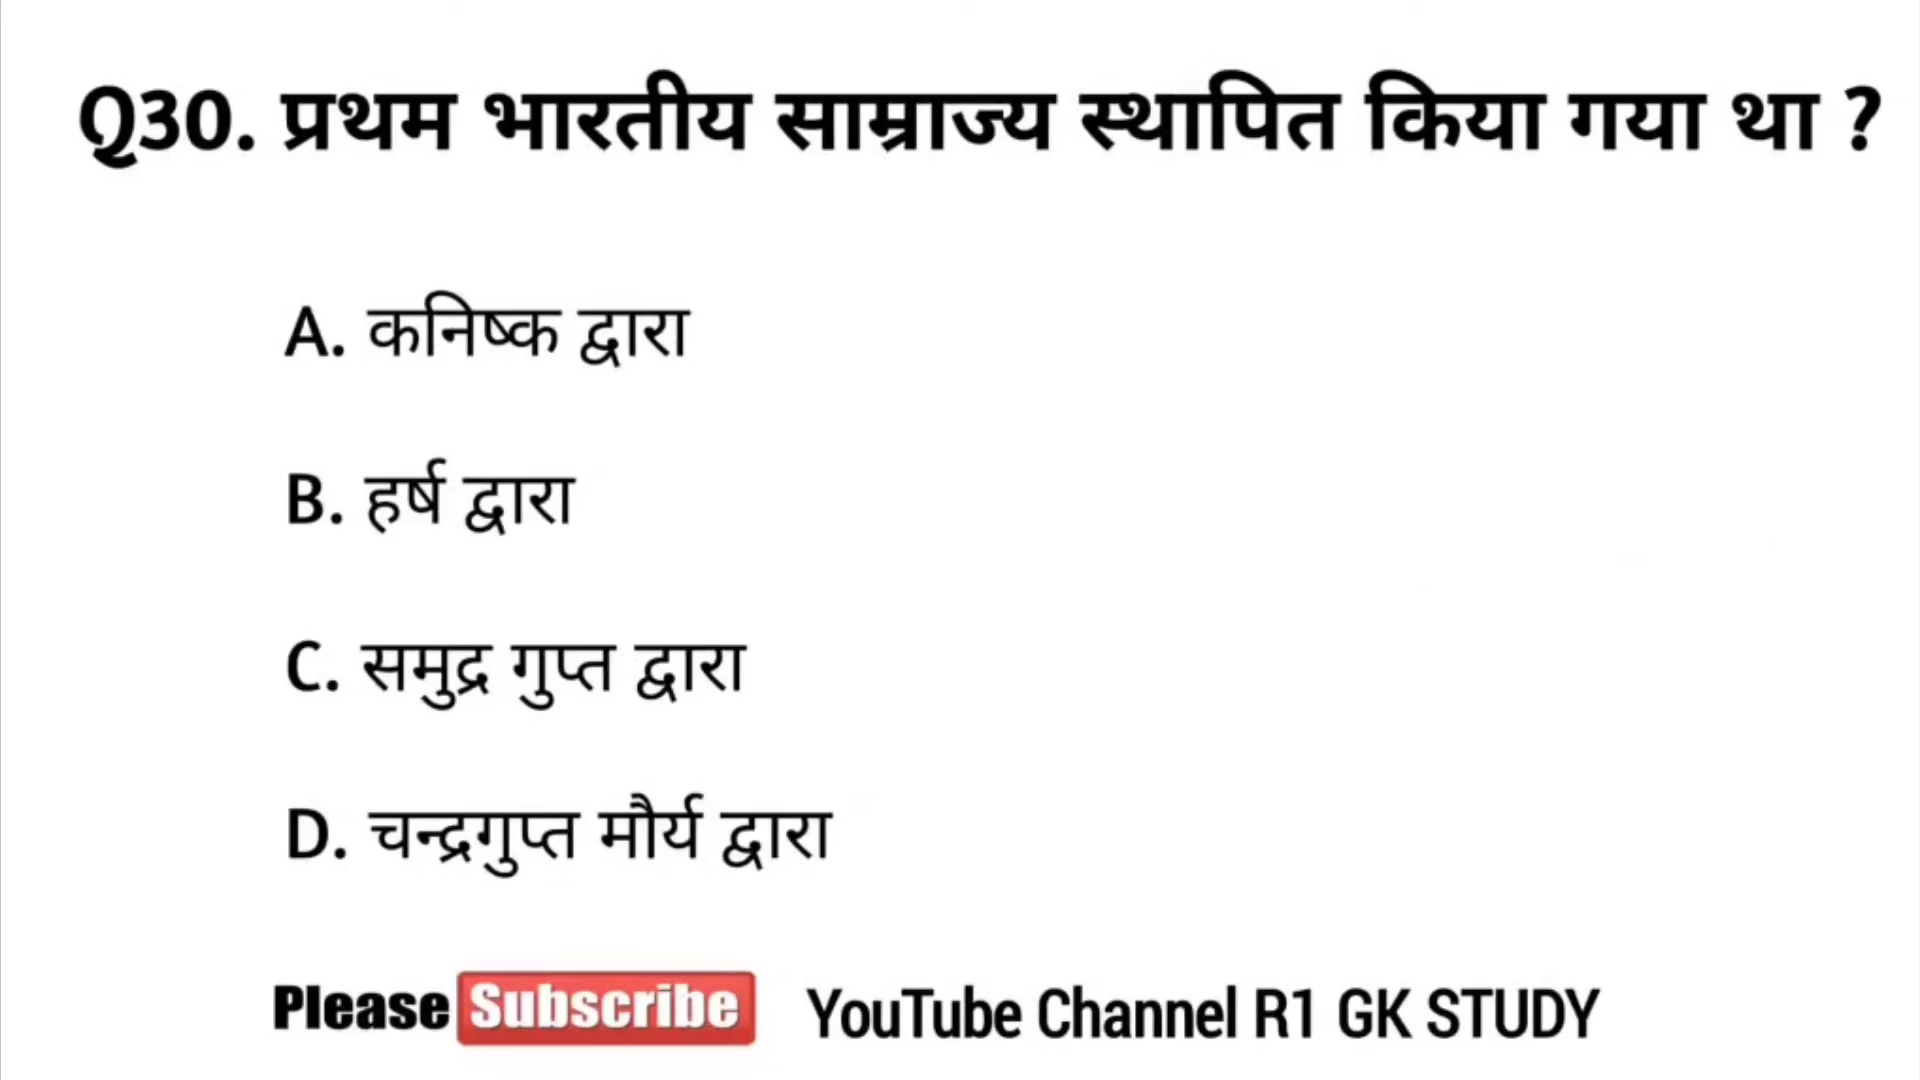 Q30. प्रथम भारतीय साम्राज्य स्थापित किया गया था ?
A. कनिष्क द्वारा
B. हर्ष द्वारा
C. समुद्र गुप्त द्वारा
D. चन्द्रगुप्त मौर्य द्वारा
Please Subscribe YouTube Channel R1 GK STUDY